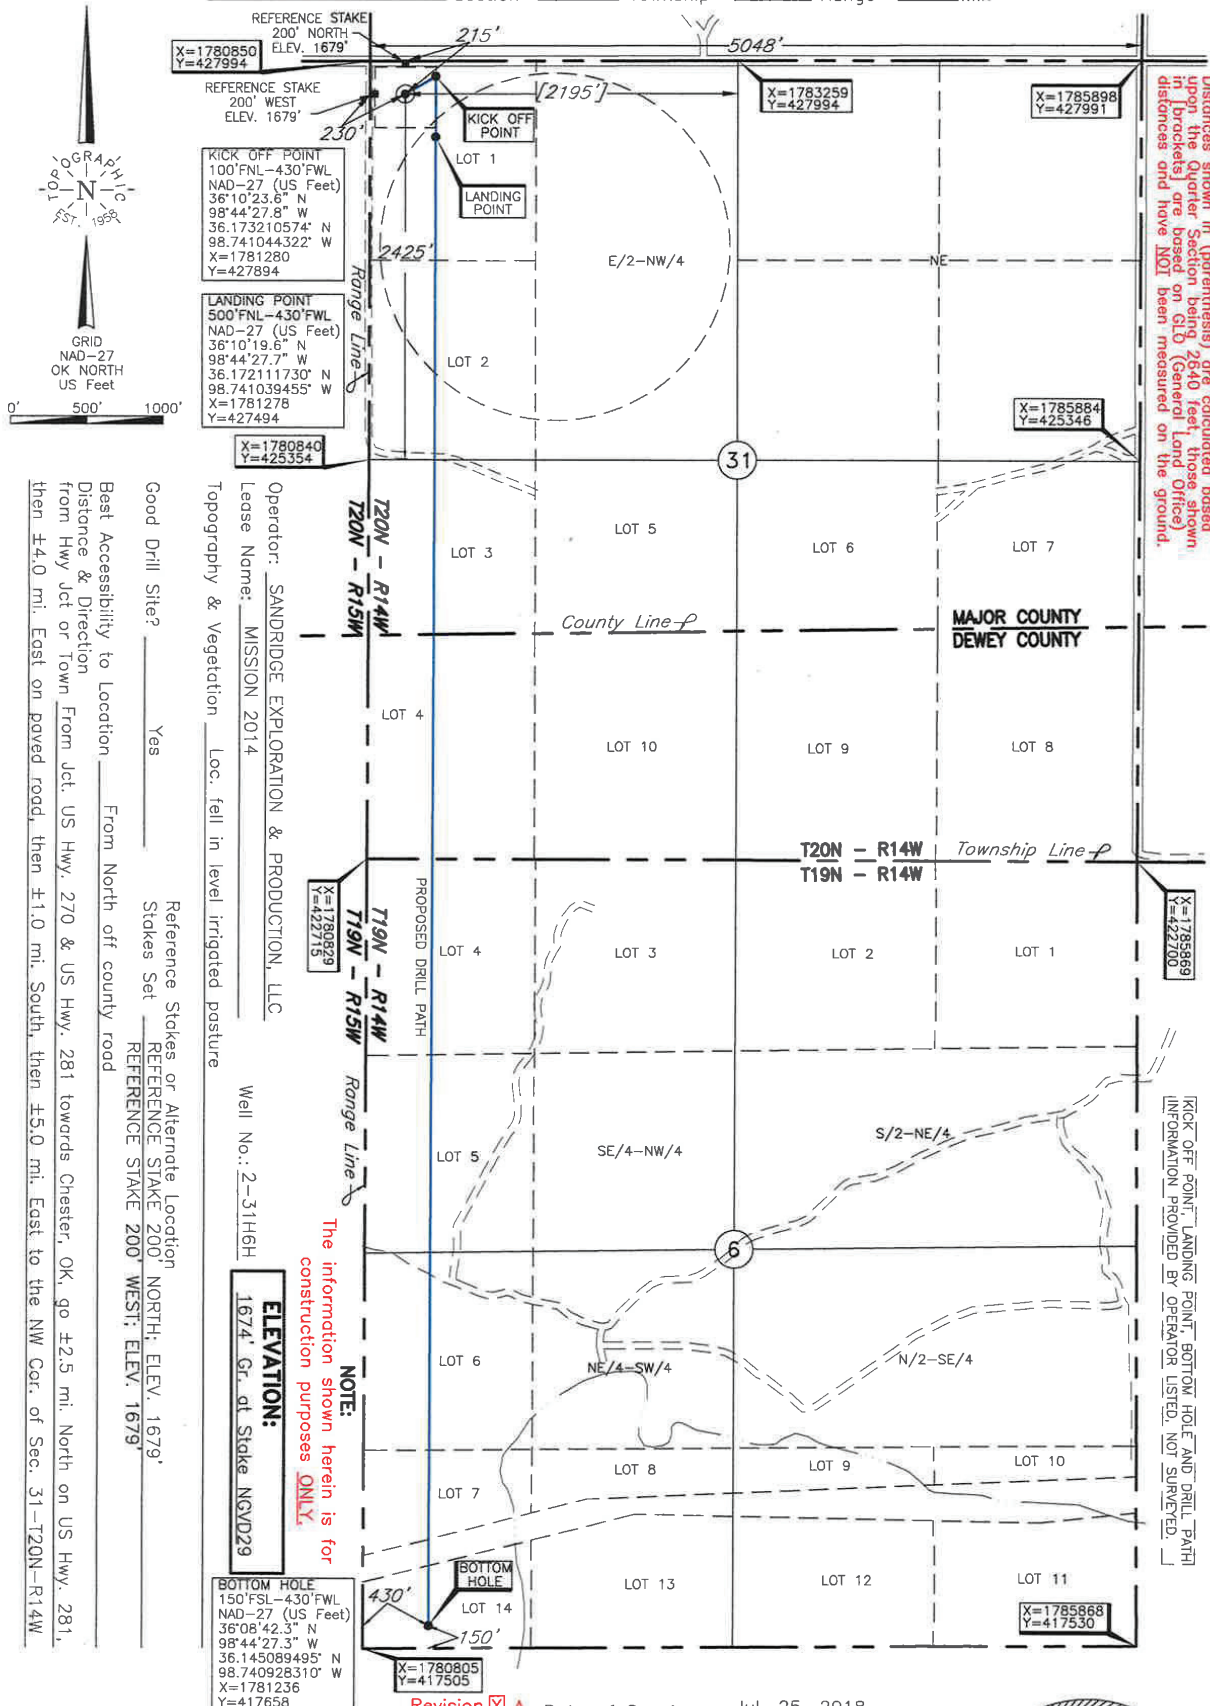 Section
Township
Range
REFERENCE STAKE
200' NORTH
ELEV. 1679'
215'
5048'
X=1780850
Y=427994
REFERENCE STAKE
200' WEST
ELEV. 1679'
230'
[2195']
X=1783259
Y=427994
X=1785898
Y=427991
KICK OFF
POINT
LOT 1
LANDING
POINT
TOPOGRAPHIC
N
EST. 1958
GRID
NAD-27
OK NORTH
US Feet
0' 500' 1000'
KICK OFF POINT
100'FNL-430'FWL
NAD-27 (US Feet)
36°10'23.6" N
98°44'27.8" W
36.173210574° N
98.741044322° W
X=1781280
Y=427894
LANDING POINT
500'FNL-430'FWL
NAD-27 (US Feet)
36°10'19.6" N
98°44'27.7" W
36.172111730° N
98.741039455° W
X=1781278
Y=427494
2425'
Range Line
E/2-NW/4
NE
LOT 2
X=1780840
Y=425354
X=1785884
Y=425346
31
Distances shown in (parenthesis) are calculated based
upon the Quarter Section being 2640 feet, those shown
in [brackets] are based on GLO (General Land Office)
distances and have NOT been measured on the ground.
T20N - R14W
T20N - R15W
LOT 3
LOT 5
LOT 6
LOT 7
County Line
MAJOR COUNTY
DEWEY COUNTY
LOT 4
LOT 10
LOT 9
LOT 8
T20N - R14W
T19N - R14W
Township Line
X=1780829
Y=422715
X=1785869
Y=422700
T19N - R14W
T19N - R15W
PROPOSED DRILL PATH
LOT 4
LOT 3
LOT 2
LOT 1
Range Line
LOT 5
SE/4-NW/4
S/2-NE/4
6
LOT 6
NE/4-SW/4
N/2-SE/4
LOT 7
LOT 8
LOT 9
LOT 10
LOT 14
LOT 13
LOT 12
LOT 11
KICK OFF POINT, LANDING POINT, BOTTOM HOLE AND DRILL PATH
INFORMATION PROVIDED BY OPERATOR LISTED, NOT SURVEYED.
Operator: SANDRIDGE EXPLORATION & PRODUCTION, LLC
Lease Name: MISSION 2014
Well No.: 2-31H6H
Topography & Vegetation Loc. fell in level irrigated pasture
Good Drill Site? Yes
Reference Stakes or Alternate Location
Stakes Set REFERENCE STAKE 200' NORTH; ELEV. 1679'
REFERENCE STAKE 200' WEST; ELEV. 1679'
Best Accessibility to Location From North off county road
Distance & Direction
from Hwy Jct or Town From Jct. US Hwy. 270 & US Hwy. 281 towards Chester, OK, go ±2.5 mi. North on US Hwy. 281,
then ±4.0 mi. East on paved road, then ±1.0 mi. South, then ±5.0 mi. East to the NW Cor. of Sec. 31-T20N-R14W
NOTE:
The information shown herein is for
construction purposes ONLY.
ELEVATION:
1674' Gr. at Stake NGVD29
BOTTOM HOLE
150'FSL-430'FWL
NAD-27 (US Feet)
36°08'42.3" N
98°44'27.3" W
36.145089495° N
98.740928310° W
X=1781236
Y=417658
430'
BOTTOM
HOLE
150'
X=1780805
Y=417505
X=1785868
Y=417530